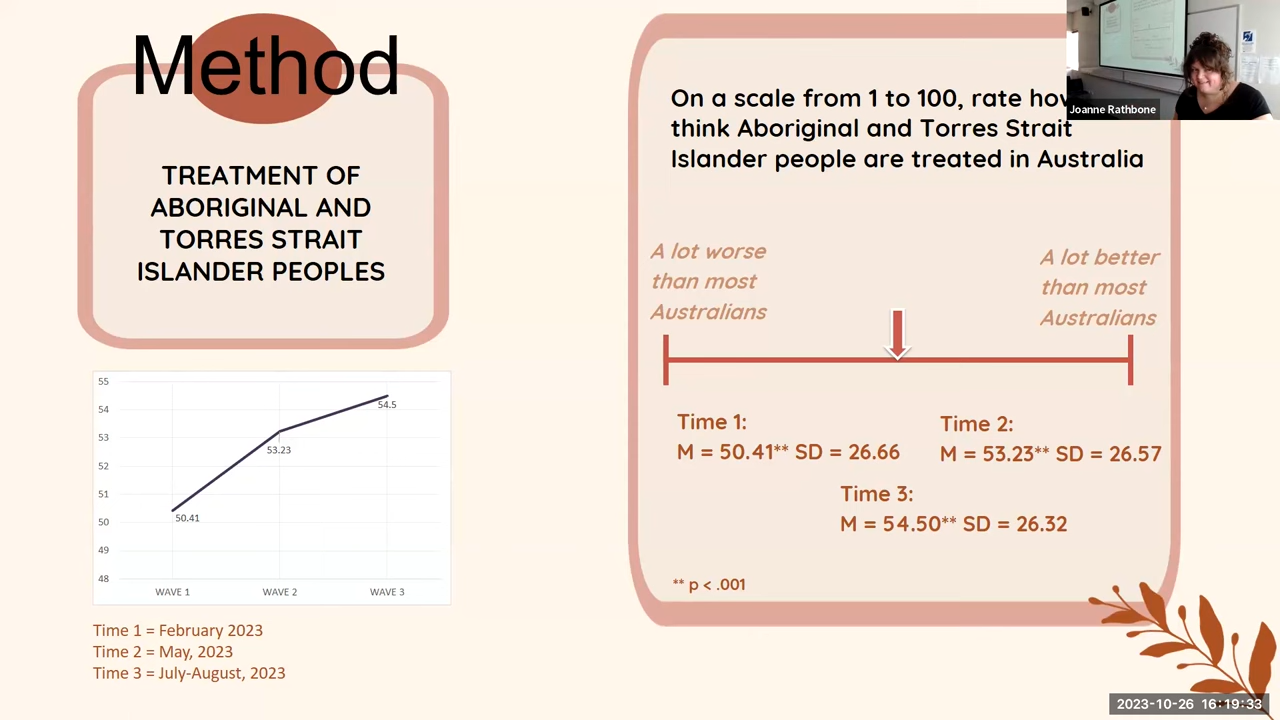 Method
TREATMENT OF
ABORIGINAL AND
TORRES STRAIT
ISLANDER PEOPLES
55
54
53
52
51
50
49
48
50.41
53.23
54.5
WAVE 1 WAVE 2 WAVE 3
Time 1 = February 2023
Time 2 = May, 2023
Time 3 = July-August, 2023
On a scale from 1 to 100, rate
think Aboriginal and Torres Strait
Islander people are treated in Australia
A lot worse
than most
Australians
A lot better
than most
Australians
Time 1:
M = 50.41** SD = 26.66
Time 2:
M = 53.23** SD = 26.57
Time 3:
M = 54.50** SD = 26.32
** p < .001
Joanne Rathbone
2023-10-26 16:19:33